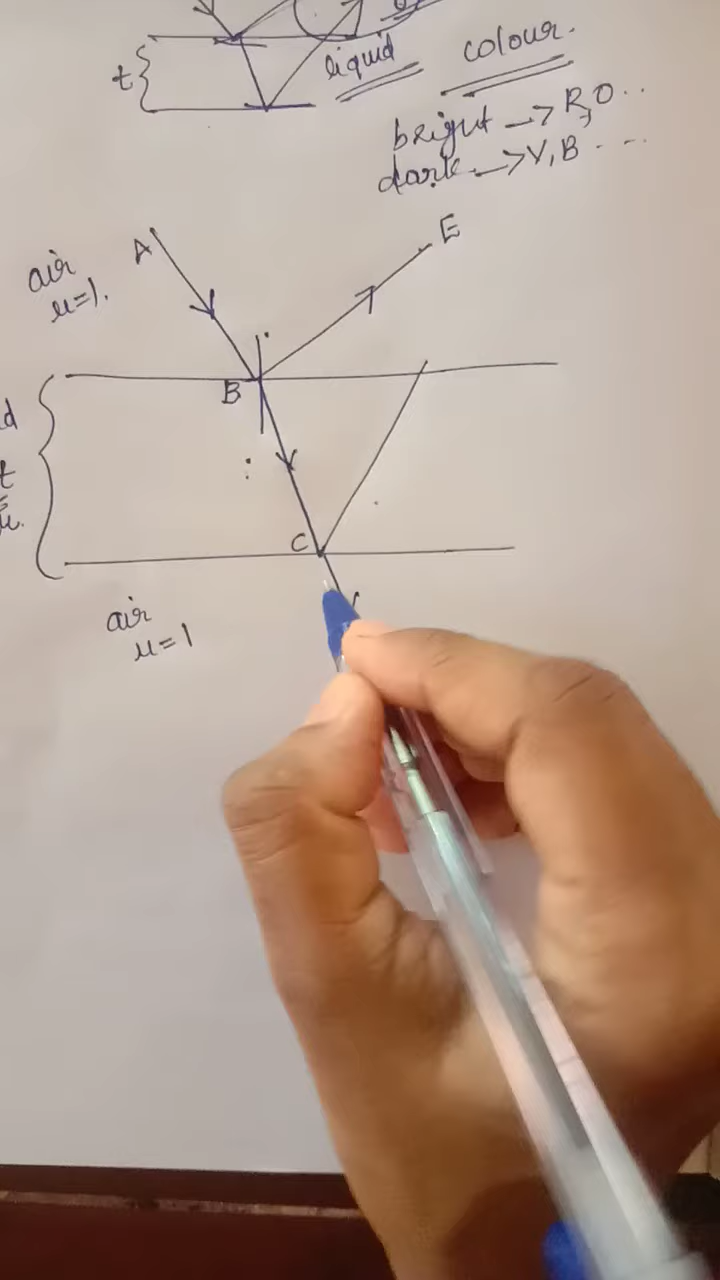 t
liquid
colour.
bright → R, O ..
dark → V, B - --
A
E
air
μ=1.
B
t
μ.
C
air
μ=1